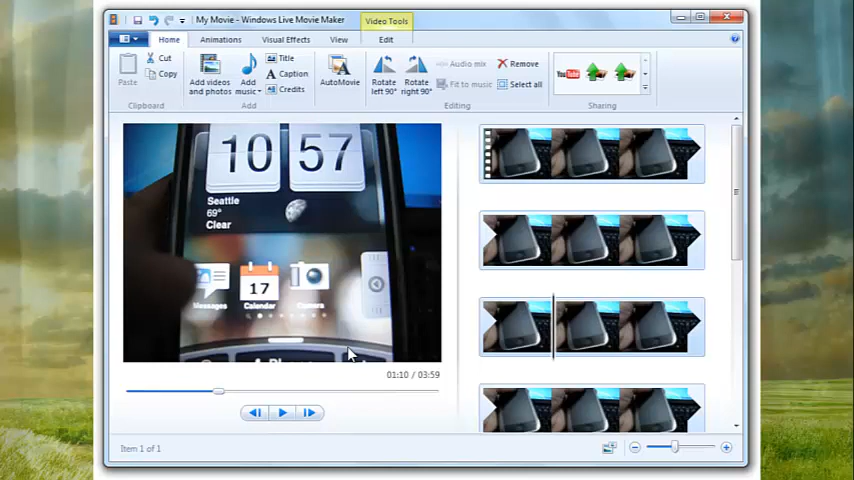 My Movie - Windows Live Movie Maker
Video Tools
Home
Animations
Visual Effects
View
Edit
Paste
Cut
Copy
Clipboard
Add videos
and photos
Add
music
Title
Caption
Credits
Add
AutoMovie
Rotate
left 90°
Rotate
right 90°
Audio mix
Fit to music
Remove
Select all
Editing
YouTube
Sharing
10 57
Seattle
69°
Clear
17
Messages
Calendar
Camera
01:10 / 03:59
Item 1 of 1